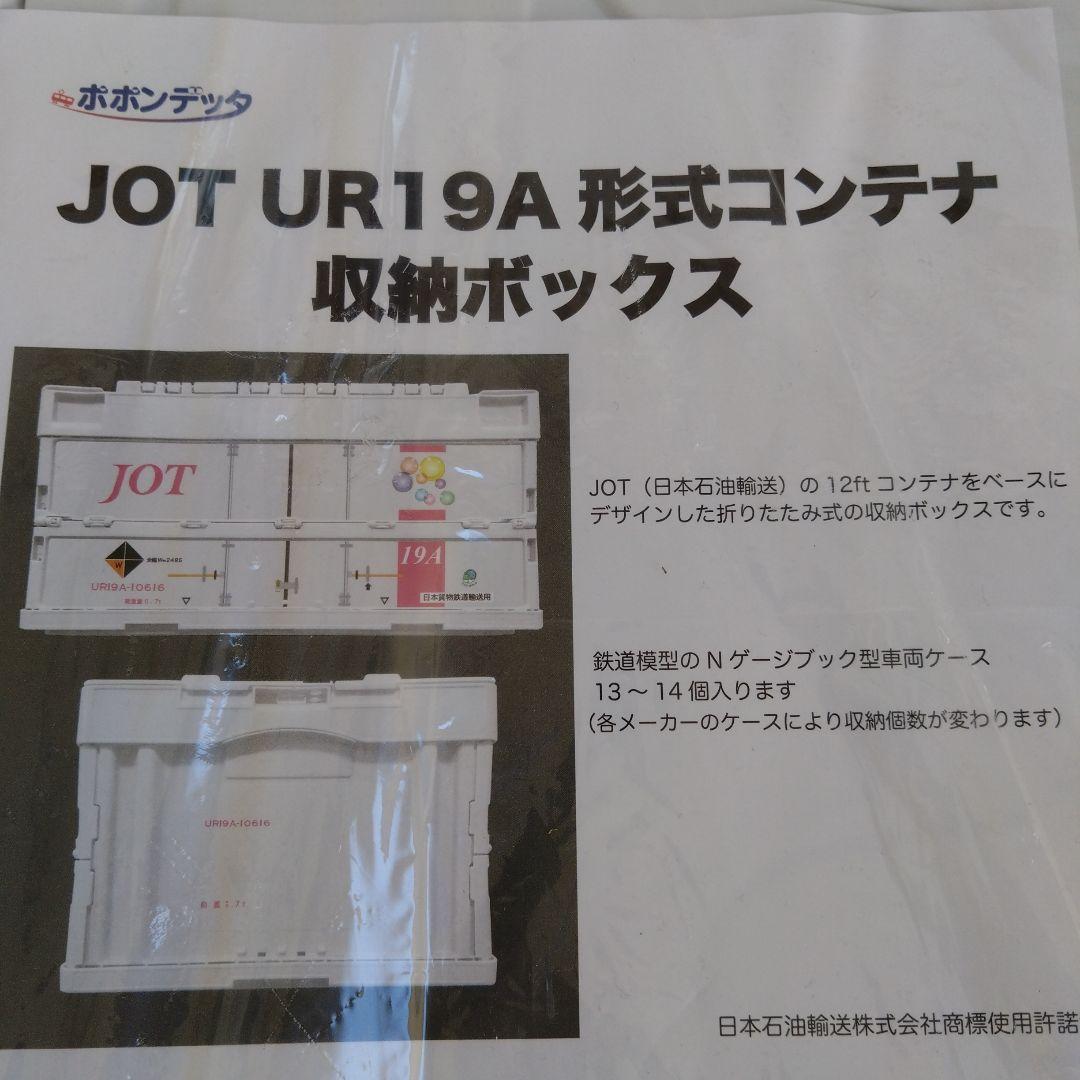 ポポンデッタ
JOT UR19A 形式コンテナ
収納ボックス
JOT
JOT（日本石油輸送）の 12ft コンテナをベースに
デザインした折りたたみ式の収納ボックスです。
W
全幅W=2485
UR19A-10616
19A
日本貨物鉄道輸送用
鉄道模型の N ゲージブック型車両ケース
13 ～ 14 個入ります
（各メーカーのケースにより収納個数が変わります）
UR19A-10616
日本石油輸送株式会社商標使用許諾